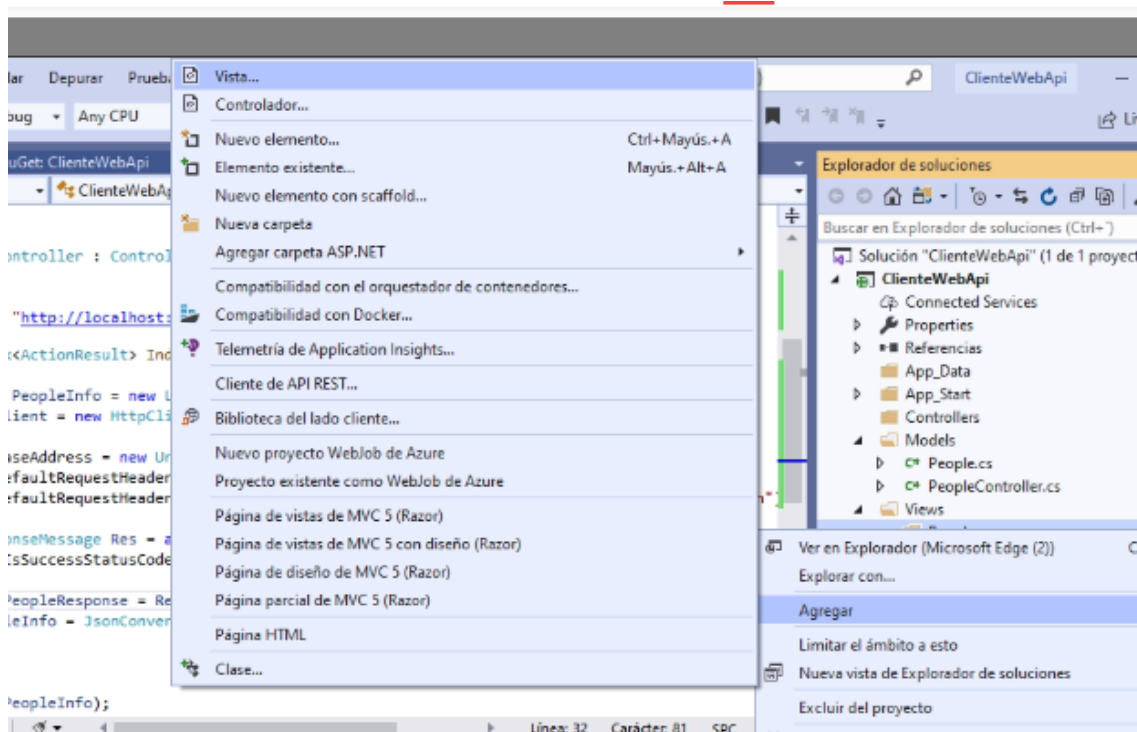 Depurar
ClienteWebApi
Any CPU
Vista...
Controlador...
Nuevo elemento... Ctrl+Mayús.+A
Elemento existente... Mayús.+Alt+A
Nuevo elemento con scaffold...
Nueva carpeta
Agregar carpeta ASP.NET
Compatibilidad con el orquestador de contenedores...
Compatibilidad con Docker...
Telemetría de Application Insights...
Cliente de API REST...
Biblioteca del lado cliente...
Nuevo proyecto WebJob de Azure
Proyecto existente como WebJob de Azure
Página de vistas de MVC 5 (Razor)
Página de vistas de MVC 5 con diseño (Razor)
Página de diseño de MVC 5 (Razor)
Página parcial de MVC 5 (Razor)
Página HTML
Clase...
uGet: ClienteWebApi
ClienteWebAp
ontroller : Control
"http://localhost:
<ActionResult> Ind
PeopleInfo = new L
lient = new HttpCli
aseAddress = new Ur
efaultRequestHeader
efaultRequestHeader
onseMessage Res = a
IsSuccessStatusCode
PeopleResponse = Re
leInfo = JsonConver
PeopleInfo);
Línea: 32 Carácter: 81 SPC
Explorador de soluciones
Buscar en Explorador de soluciones (Ctrl+¨)
Solución "ClienteWebApi" (1 de 1 proyect
ClienteWebApi
Connected Services
Properties
Referencias
App_Data
App_Start
Controllers
Models
C# People.cs
C# PeopleController.cs
Views
Ver en Explorador (Microsoft Edge (2))
Explorar con...
Agregar
Limitar el ámbito a esto
Nueva vista de Explorador de soluciones
Excluir del proyecto